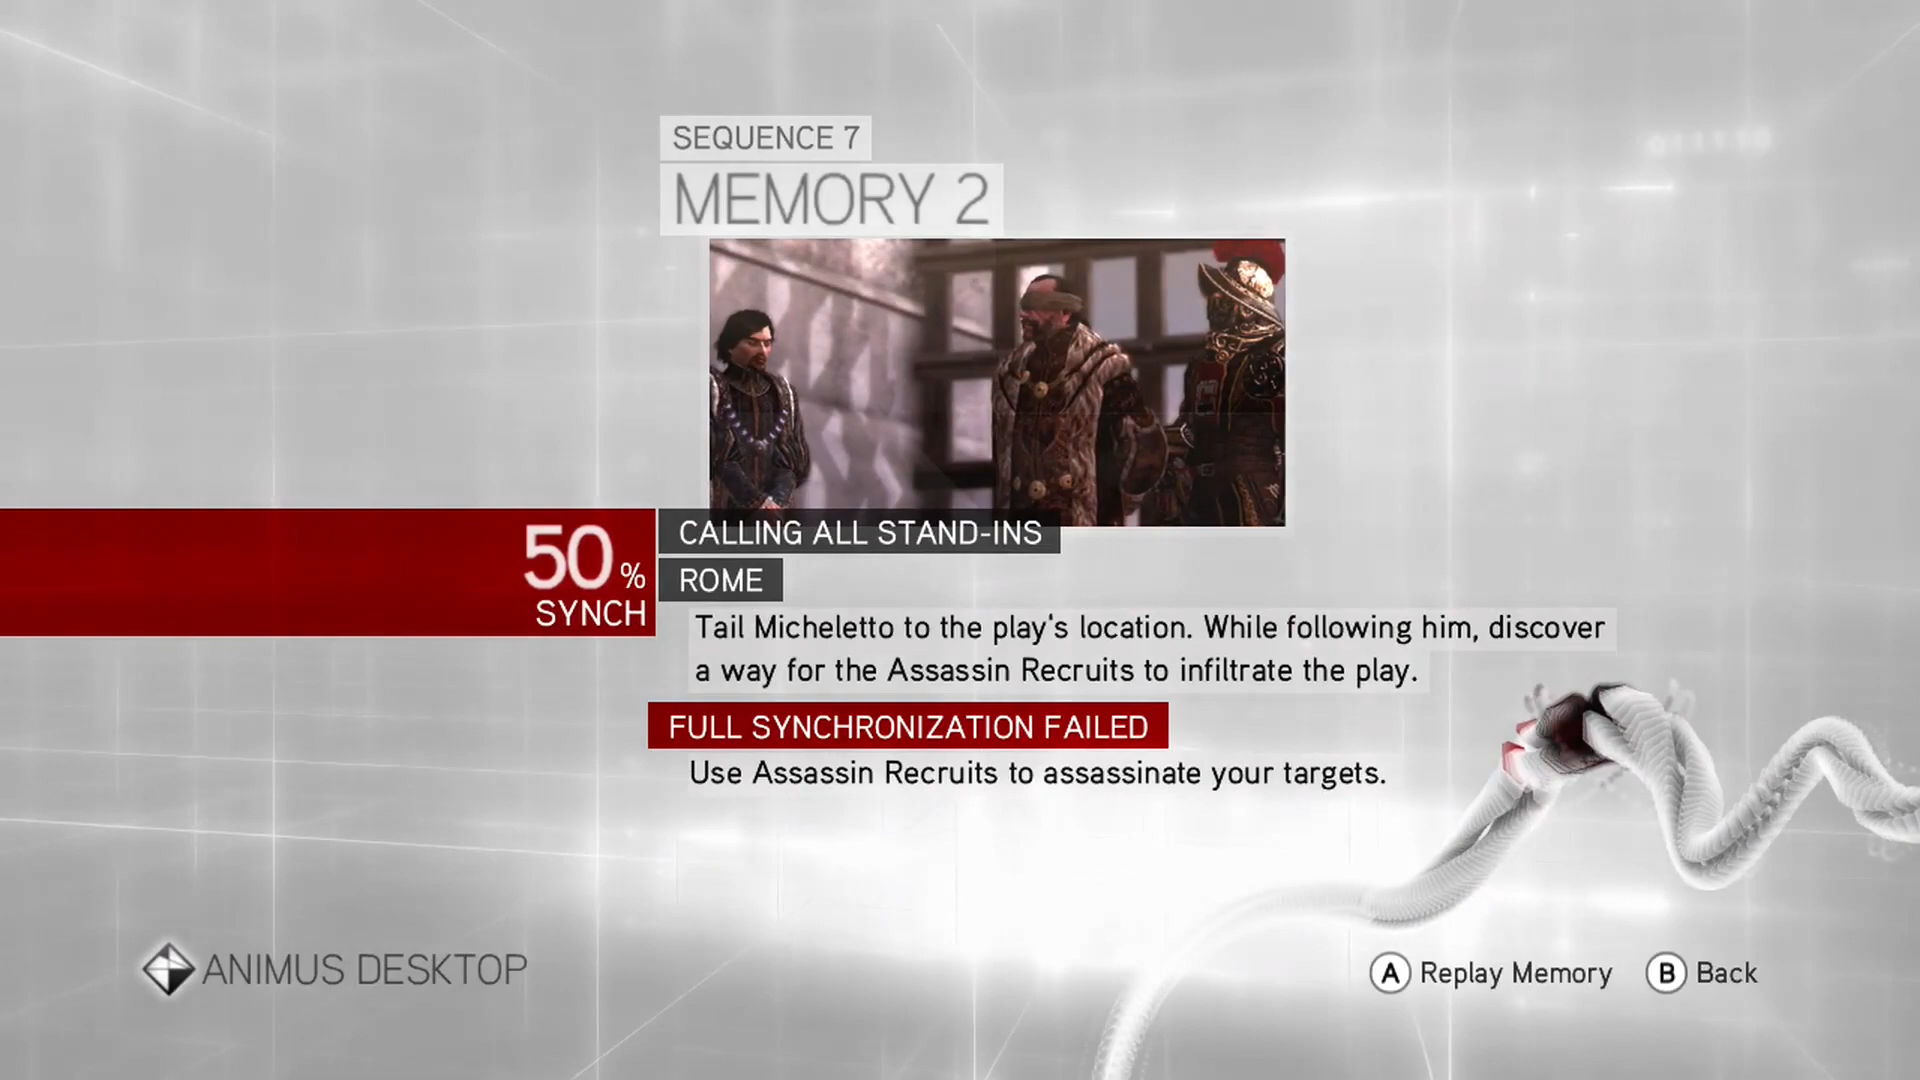 SEQUENCE 7
MEMORY 2
50 %
SYNCH
CALLING ALL STAND-INS
ROME
Tail Micheletto to the play's location. While following him, discover
a way for the Assassin Recruits to infiltrate the play.
FULL SYNCHRONIZATION FAILED
Use Assassin Recruits to assassinate your targets.
ANIMUS DESKTOP
A Replay Memory B Back